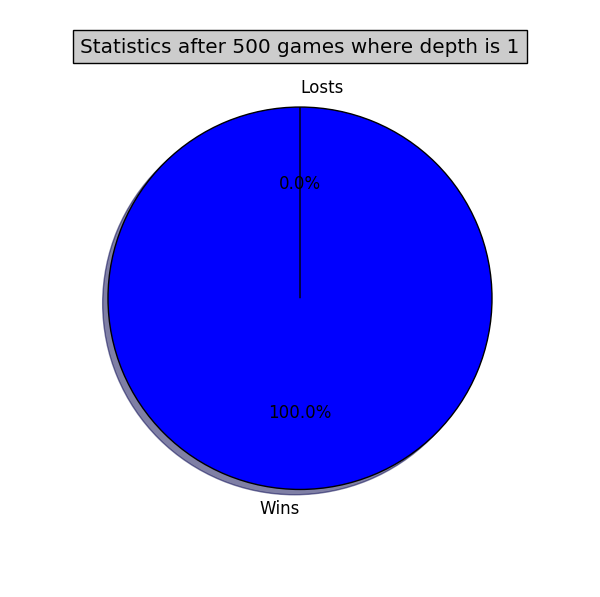 Statistics after 500 games where depth is 1
Losts
0.0%
100.0%
Wins